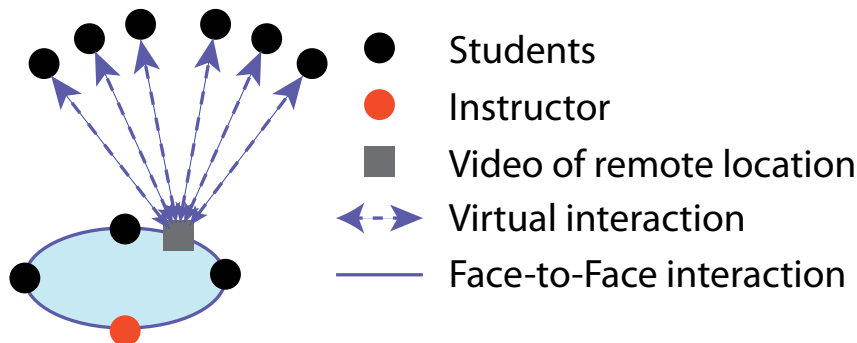 Students
Instructor
Video of remote location
Virtual interaction
Face-to-Face interaction